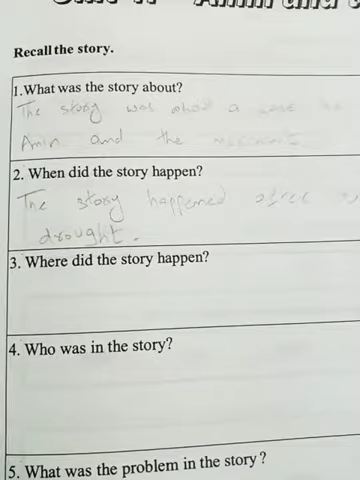 Amin and
Recall the story.
1.What was the story about?
The story was about a
Amin and the
2. When did the story happen?
The story happened
drought.
3. Where did the story happen?
4. Who was in the story?
5. What was the problem in the story?